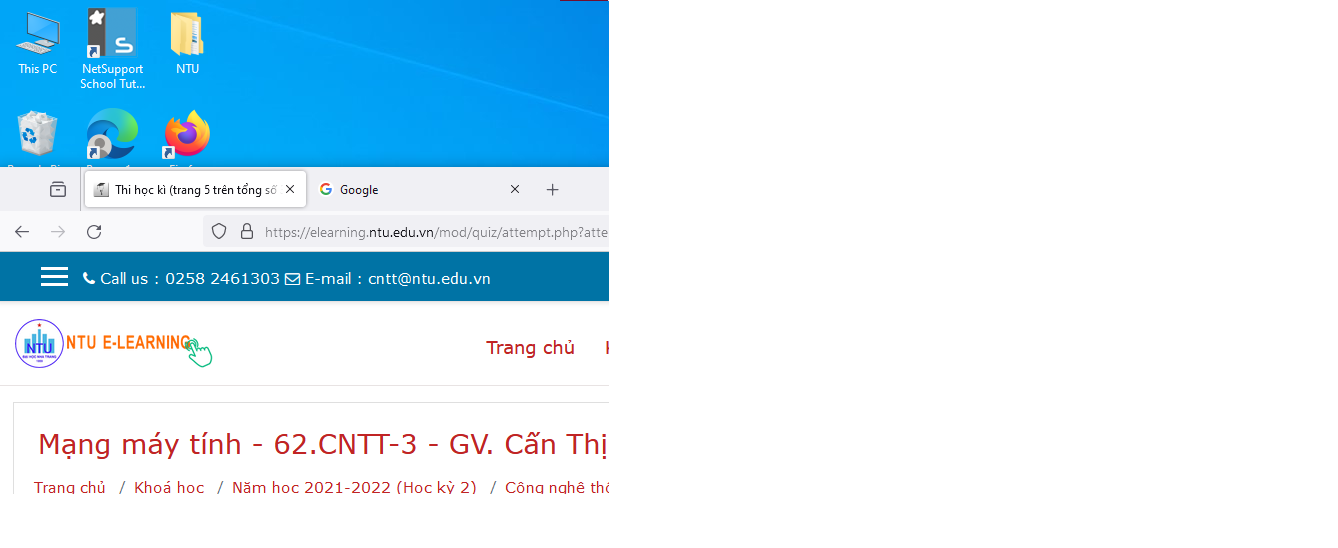 This PC
NetSupport
School Tut...
NTU
Thi học kì (trang 5 trên tổng số
Google
https://elearning.ntu.edu.vn/mod/quiz/attempt.php?atte
Call us : 0258 2461303 E-mail : cntt@ntu.edu.vn
NTU
NTU E-LEARNING
Trang chủ
Mạng máy tính - 62.CNTT-3 - GV. Cấn Thị
Trang chủ / Khoá học / Năm học 2021-2022 (Học kỳ 2) / Công nghệ thô